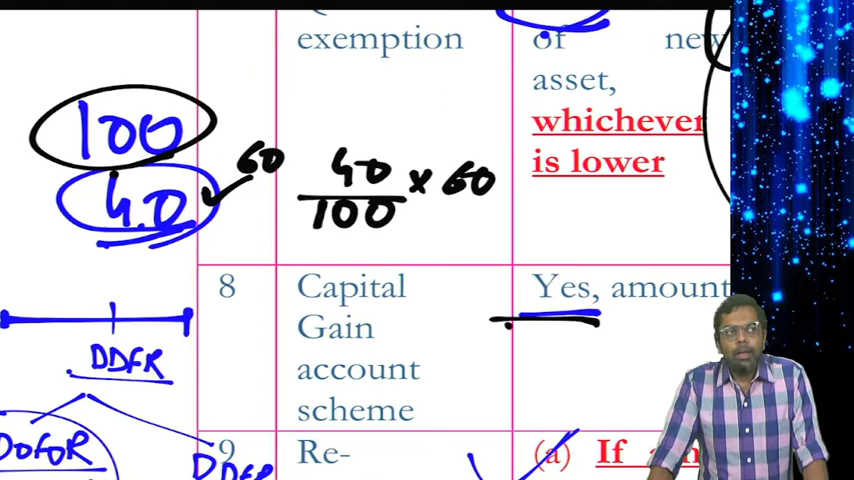 exemption
of new
asset,
whichever
is lower
100
40
60
40
100
× 60
8
Capital
Gain
account
scheme
Yes, amount
DDFR
DOFOR
9
Re-
(a) If